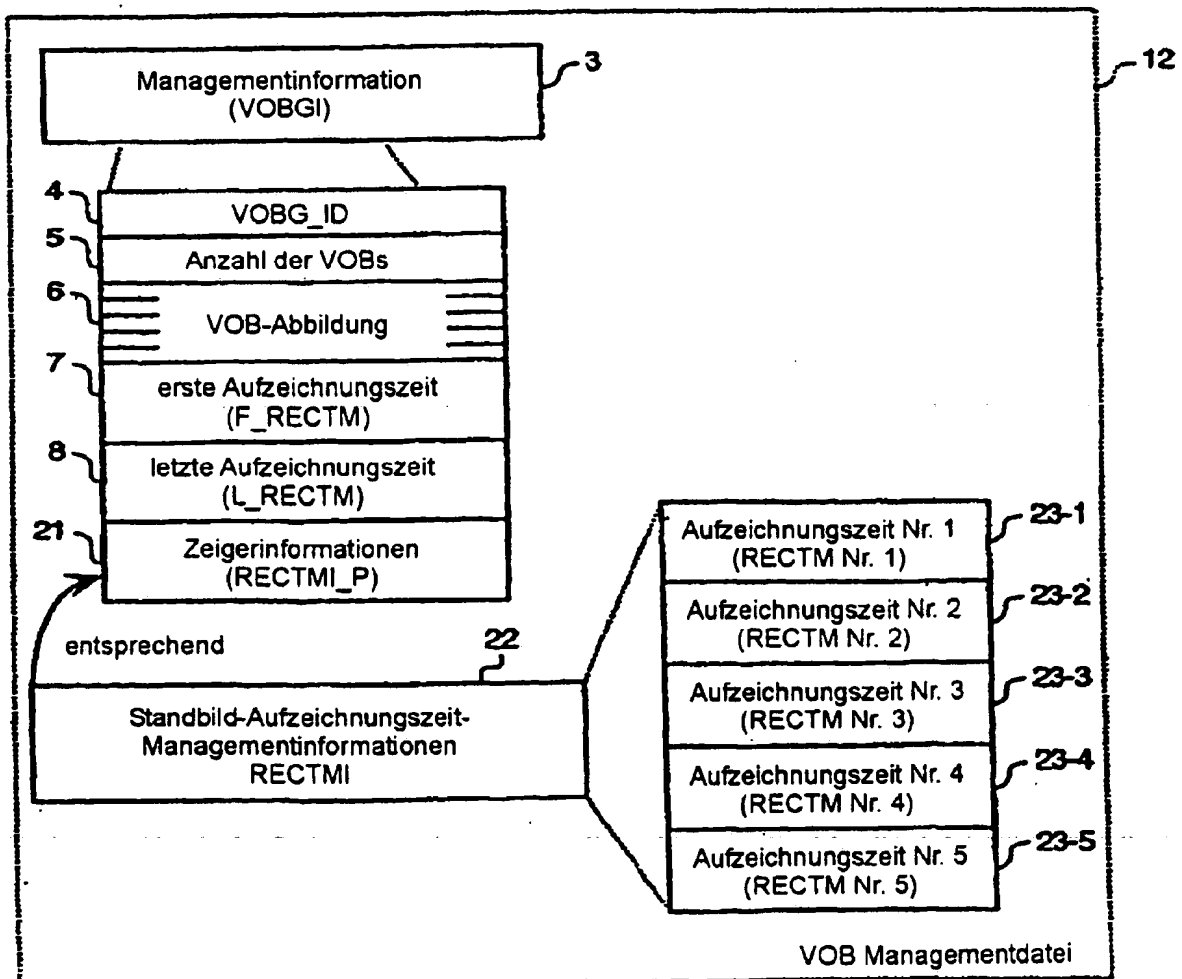 Managementinformation
(VOBGI)
3
12
4
VOBG_ID
5
Anzahl der VOBs
6
VOB-Abbildung
7
erste Aufzeichnungszeit
(F_RECTM)
8
letzte Aufzeichnungszeit
(L_RECTM)
21
Zeigerinformationen
(RECTMI_P)
entsprechend
22
Standbild-Aufzeichnungszeit-
Managementinformationen
RECTMI
Aufzeichnungszeit Nr. 1
(RECTM Nr. 1)
23-1
Aufzeichnungszeit Nr. 2
(RECTM Nr. 2)
23-2
Aufzeichnungszeit Nr. 3
(RECTM Nr. 3)
23-3
Aufzeichnungszeit Nr. 4
(RECTM Nr. 4)
23-4
Aufzeichnungszeit Nr. 5
(RECTM Nr. 5)
23-5
VOB Managementdatei